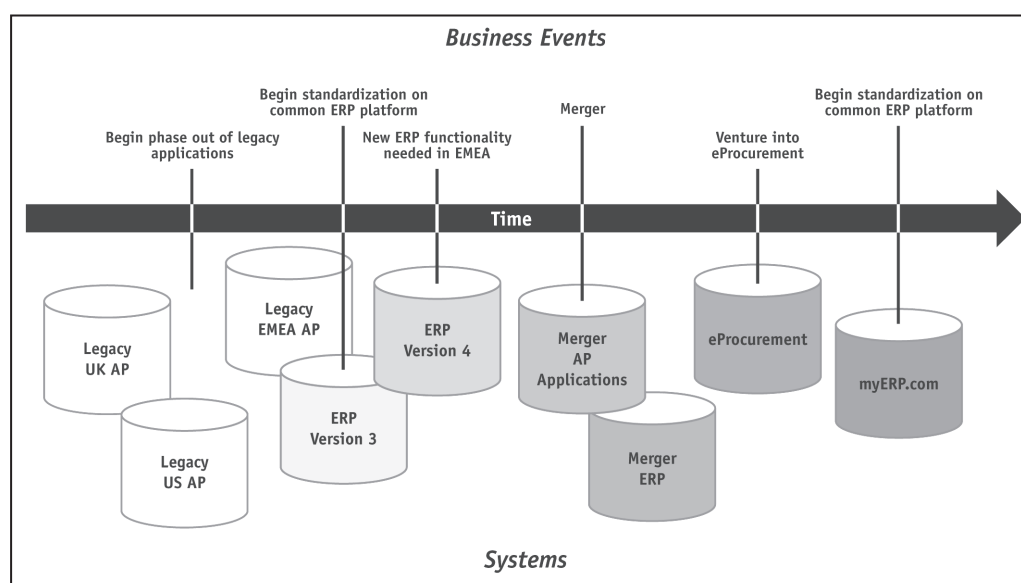 Business Events
Begin standardization on
common ERP platform
Merger
Begin standardization on
common ERP platform
Begin phase out of legacy
applications
New ERP functionality
needed in EMEA
Venture into
eProcurement
Time
Legacy
UK AP
Legacy
EMEA AP
ERP
Version 4
Merger
AP
Applications
eProcurement
myERP.com
ERP
Version 3
Legacy
US AP
Merger
ERP
Systems